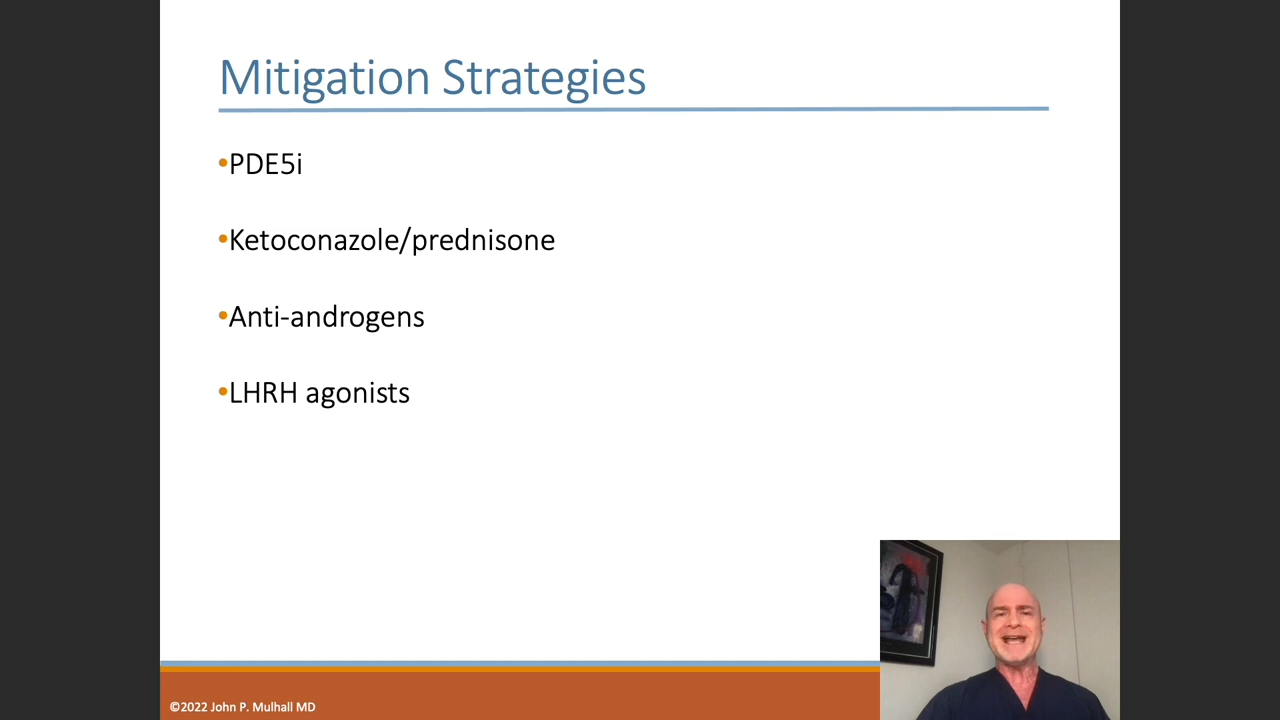 Mitigation Strategies
•PDE5i
•Ketoconazole/prednisone
•Anti-androgens
•LHRH agonists
©2022 John P. Mulhall MD